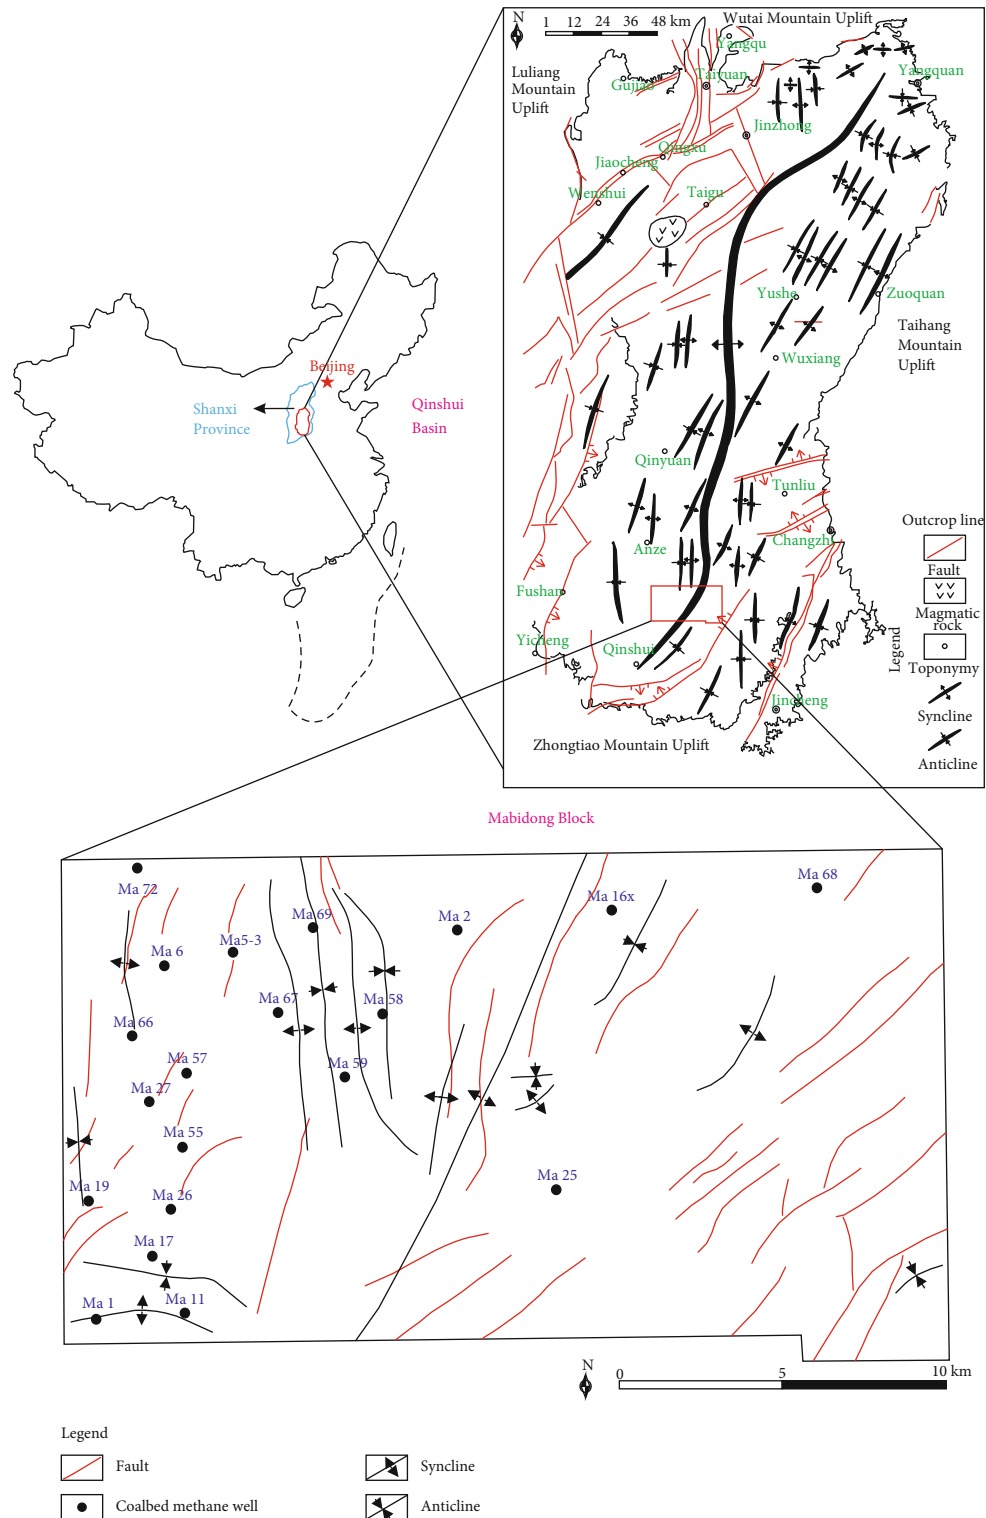 N
1 12 24 36 48 km
Wutai Mountain Uplift
Yangqu
Luliang
Mountain
Uplift
Gujiao
Taiyuan
Yangquan
Jinzhong
Qingxu
Jiaocheng
Wenshui
Taigu
Yushe
Zuoquan
Taihang
Mountain
Uplift
Wuxiang
Beijing
Shanxi
Province
Qinshui
Basin
Qinyuan
Tunliu
Changzhi
Anze
Fushan
Yicheng
Qinshui
Jincheng
Zhongtiao Mountain Uplift
Legend
Outcrop line
Fault
Magmatic
rock
Toponymy
Syncline
Anticline
Mabidong Block
Ma 72
Ma 68
Ma 16x
Ma 69
Ma 2
Ma5-3
Ma 6
Ma 67
Ma 58
Ma 66
Ma 57
Ma 59
Ma 27
Ma 55
Ma 25
Ma 19
Ma 26
Ma 17
Ma 1
Ma 11
N
0 5 10 km
Legend
Fault
Syncline
Coalbed methane well
Anticline